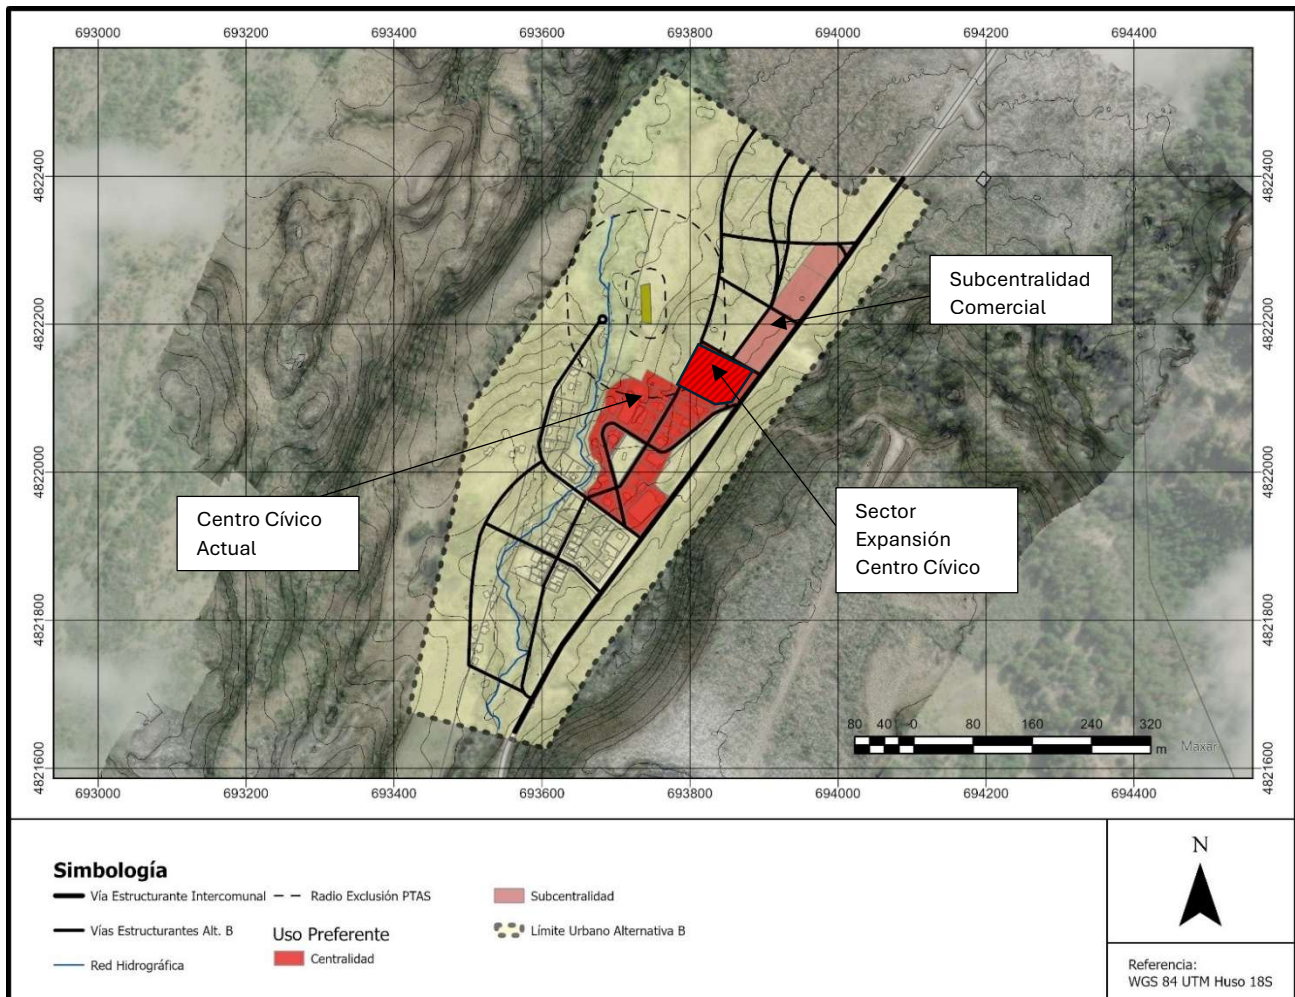 693000 693200 693400 693600 693800 694000 694200 694400
4822400 4822400
Subcentralidad
Comercial
4822200 4822200
4822000 4822000
Centro Cívico
Actual
Sector
Expansión
Centro Cívico
4821800 4821800
80 40 0 80 160 240 320
m
Maxar
4821600 4821600
693000 693200 693400 693600 693800 694000 694200 694400
Simbología
Vía Estructurante Intercomunal
Radio Exclusión PTAS
Subcentralidad
Vías Estructurantes Alt. B
Uso Preferente
Límite Urbano Alternativa B
Red Hidrográfica
Centralidad
N
Referencia:
WGS 84 UTM Huso 18S